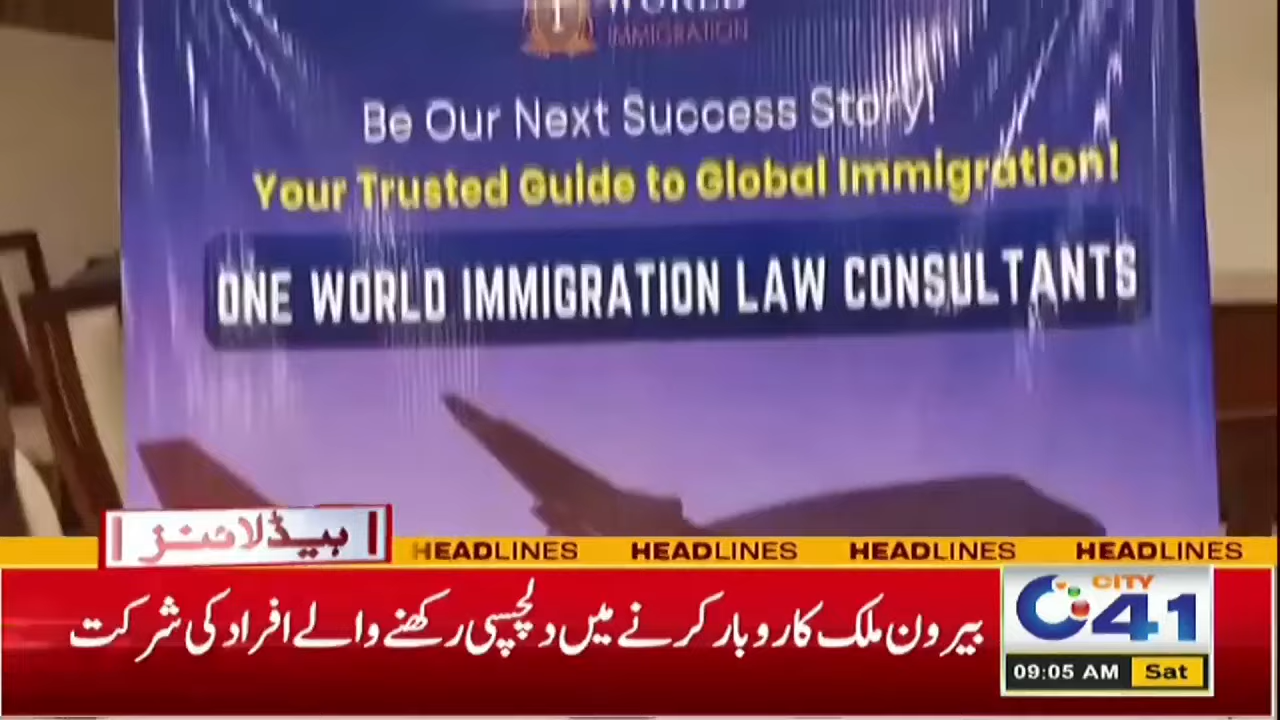 WORLD
IMMIGRATION
Be Our Next Success Story!
Your Trusted Guide to Global Immigration!
ONE WORLD IMMIGRATION LAW CONSULTANTS
ہیڈلائنز
HEADLINES HEADLINES HEADLINES HEADLINES
بیرون ملک کاروبار کرنے میں دلچسپی رکھنے والے افراد کی شرکت
CITY
41
09:05 AM Sat